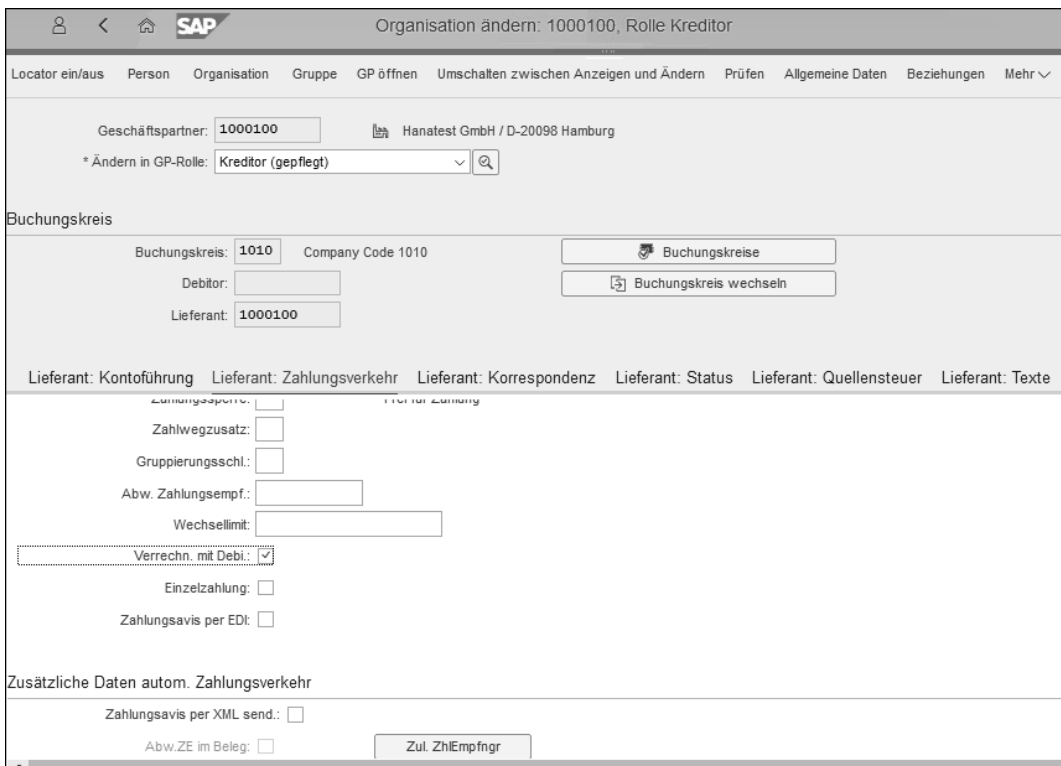 SAP Organisation ändern: 1000100, Rolle Kreditor
Locator ein/aus Person Organisation Gruppe GP öffnen Umschalten zwischen Anzeigen und Ändern Prüfen Allgemeine Daten Beziehungen Mehr
Geschäftspartner: 1000100 Hanatest GmbH / D-20098 Hamburg
* Ändern in GP-Rolle: Kreditor (gepflegt)
Buchungskreis
Buchungskreis: 1010 Company Code 1010 Buchungskreise
Debitor: Buchungskreis wechseln
Lieferant: 1000100
Lieferant: Kontoführung Lieferant: Zahlungsverkehr Lieferant: Korrespondenz Lieferant: Status Lieferant: Quellensteuer Lieferant: Texte
Zahlungssperre: Frei für Zahlung
Zahlwegzusatz:
Gruppierungsschl.:
Abw. Zahlungsempf.:
Wechsellimit:
Verrechn. mit Debi.:
Einzelzahlung:
Zahlungsavis per EDI:
Zusätzliche Daten autom. Zahlungsverkehr
Zahlungsavis per XML send.:
Abw.ZE im Beleg: Zul. ZhlEmpfngr